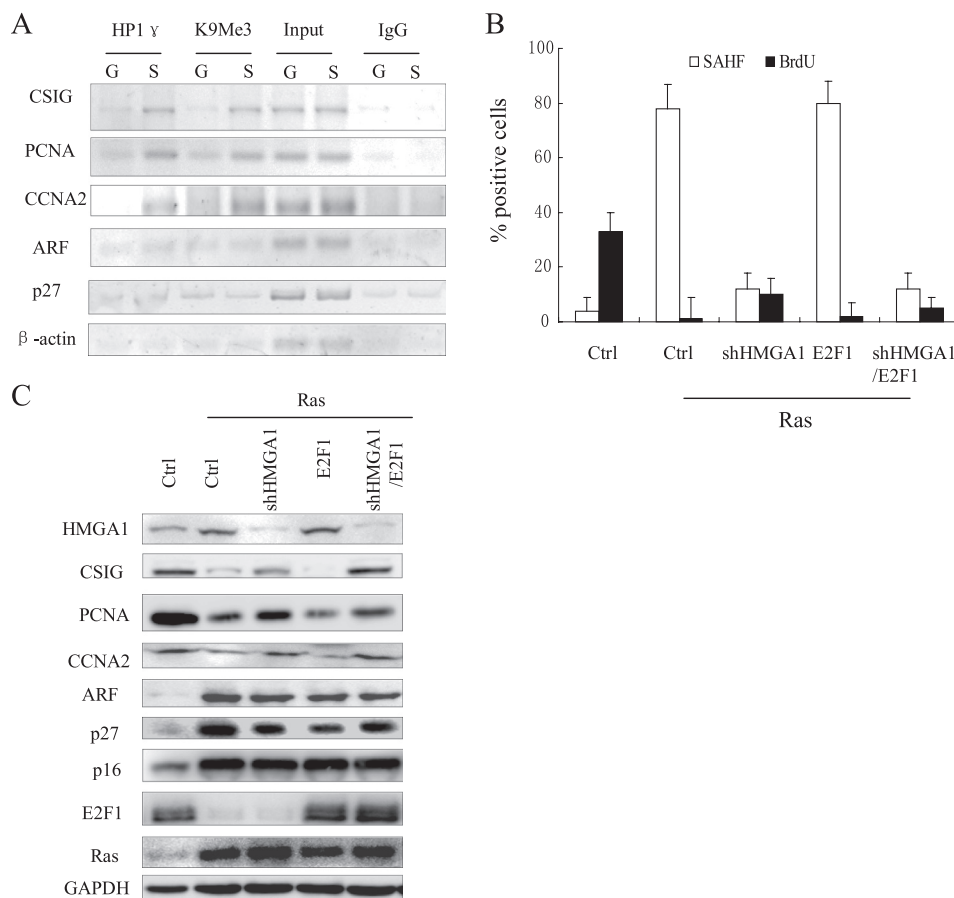 A
HP1 γ K9Me3 Input IgG
G S G S G S G S
CSIG
PCNA
CCNA2
ARF
p27
β-actin
B
% positive cells
100
80
60
40
20
0
SAHF BrdU
Ctrl Ctrl shHMGA1 E2F1 shHMGA1
/E2F1
Ras
C
Ras
Ctrl Ctrl shHMGA1 E2F1 shHMGA1
/E2F1
HMGA1
CSIG
PCNA
CCNA2
ARF
p27
p16
E2F1
Ras
GAPDH